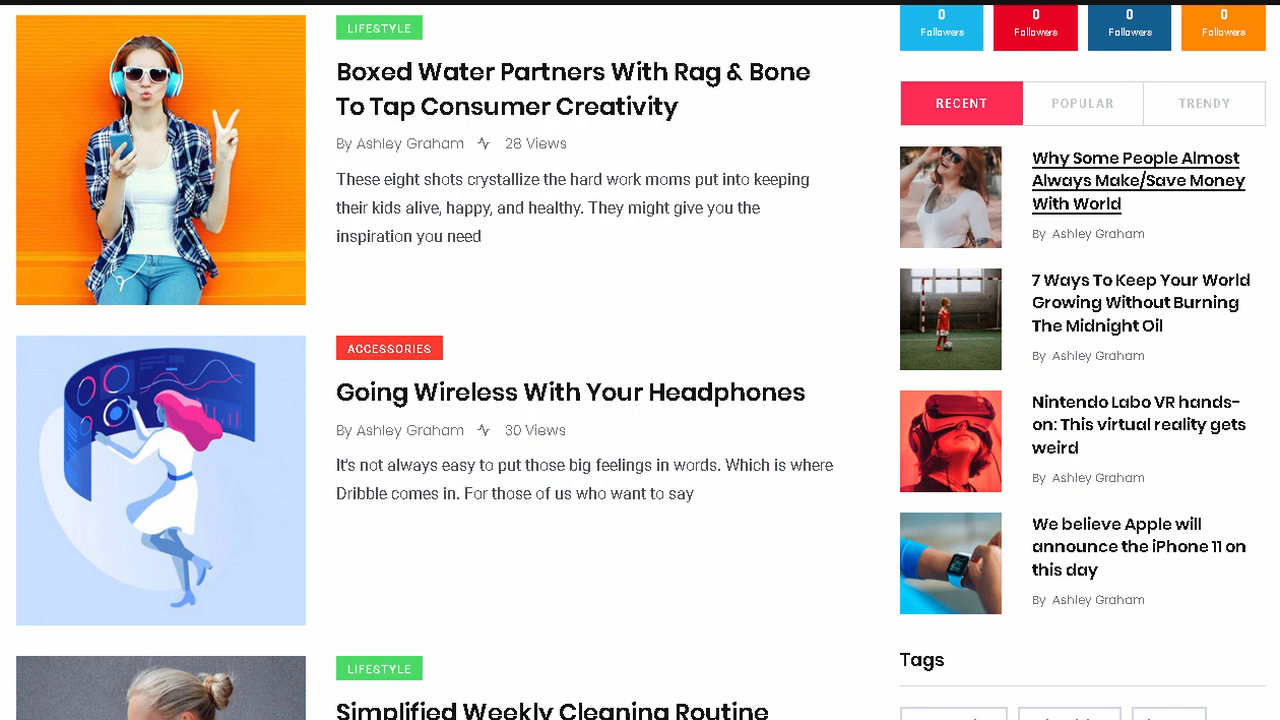 LIFESTYLE
Boxed Water Partners With Rag & Bone
To Tap Consumer Creativity
By Ashley Graham 28 Views
These eight shots crystallize the hard work moms put into keeping
their kids alive, happy, and healthy. They might give you the
inspiration you need
ACCESSORIES
Going Wireless With Your Headphones
By Ashley Graham 30 Views
It's not always easy to put those big feelings in words. Which is where
Dribble comes in. For those of us who want to say
LIFESTYLE
Simplified Weekly Cleaning Routine
0 0 0 0
Followers Followers Followers Followers
RECENT POPULAR TRENDY
Why Some People Almost
Always Make/Save Money
With World
By Ashley Graham
7 Ways To Keep Your World
Growing Without Burning
The Midnight Oil
By Ashley Graham
Nintendo Labo VR hands-
on: This virtual reality gets
weird
By Ashley Graham
We believe Apple will
announce the iPhone 11 on
this day
By Ashley Graham
Tags